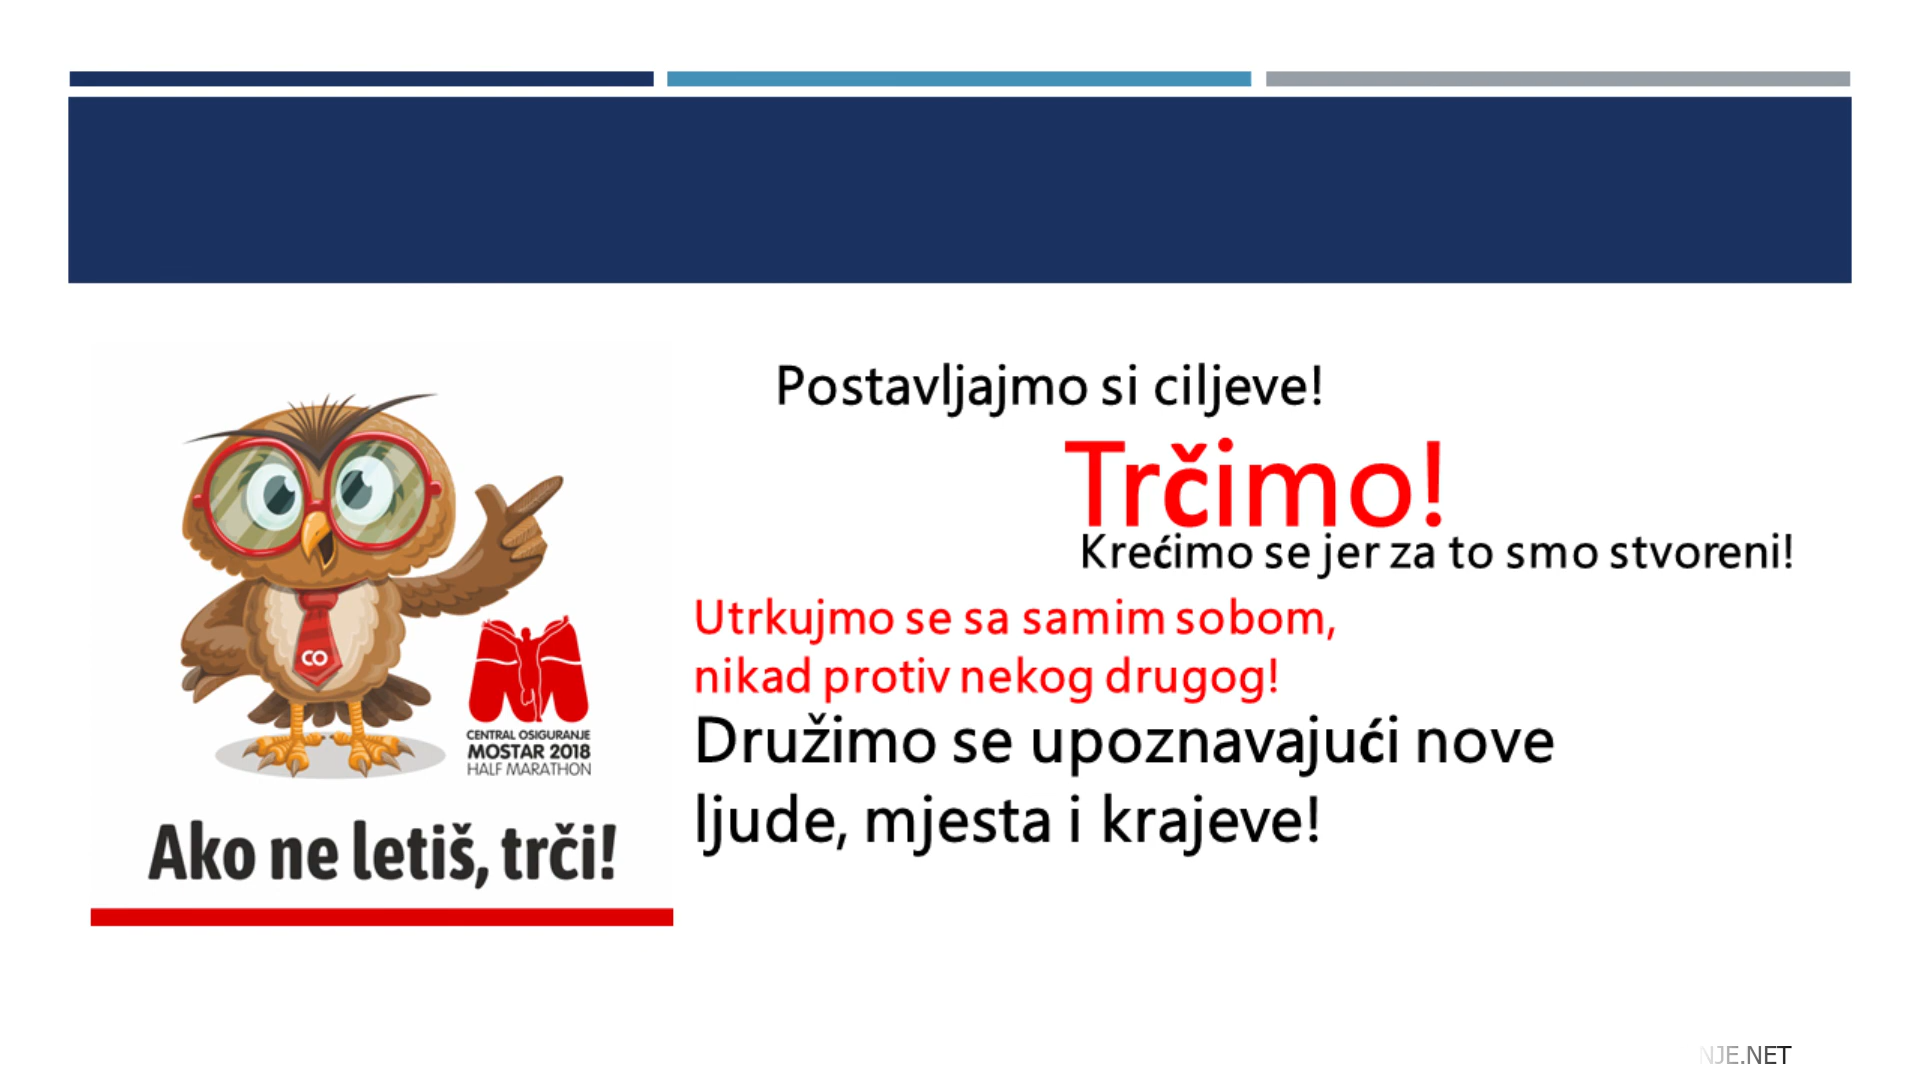 Postavljajmo si ciljeve!
Trčimo!
Krećimo se jer za to smo stvoreni!
Utrkujmo se sa samim sobom,
nikad protiv nekog drugog!
Družimo se upoznavajući nove
ljude, mjesta i krajeve!
CO
CENTRAL OSIGURANJE
MOSTAR 2018
HALF MARATHON
Ako ne letiš, trči!
NJE.NET